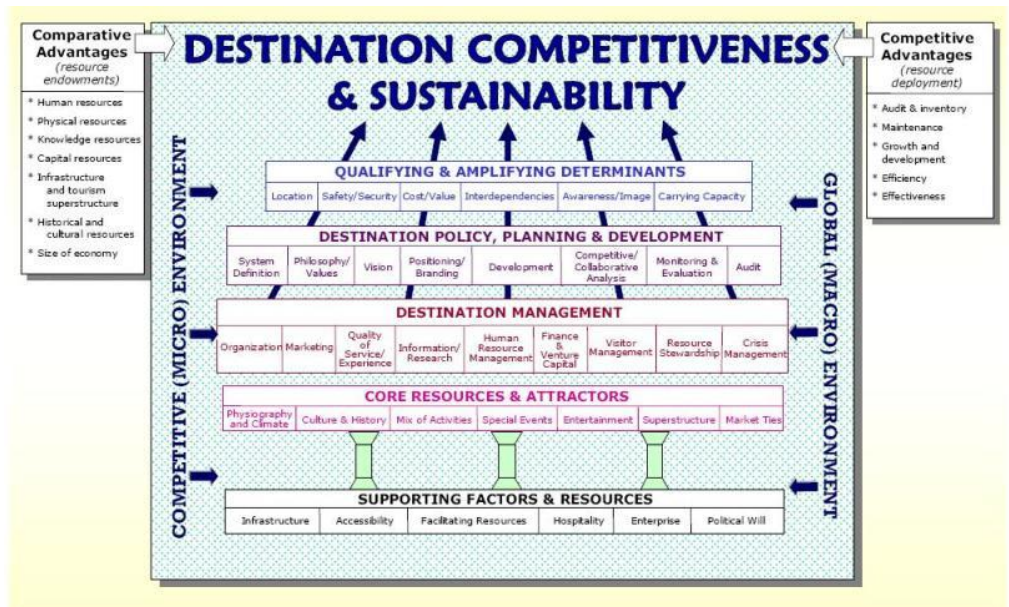 Comparative
Advantages
(resource
endowments)
* Human resources
* Physical resources
* Knowledge resources
* Capital resources
* Infrastructure
and tourism
superstructure
* Historical and
cultural resources
* Size of economy
DESTINATION COMPETITIVENESS
& SUSTAINABILITY
Competitive
Advantages
(resource
deployment)
* Audit & inventory
* Maintenance
* Growth and
development
* Efficiency
* Effectiveness
COMPETITIVE (MICRO) ENVIRONMENT
GLOBAL (MACRO) ENVIRONMENT
QUALIFYING & AMPLIFYING DETERMINANTS
Location Safety/Security Cost/Value Interdependencies Awareness/Image Carrying Capacity
DESTINATION POLICY, PLANNING & DEVELOPMENT
System
Definition
Philosophy/
Values
Vision
Positioning/
Branding
Development
Competitive/
Collaborative
Analysis
Monitoring &
Evaluation
Audit
DESTINATION MANAGEMENT
Organization
Marketing
Quality
of
Service/
Experience
Information/
Research
Human
Resource
Management
Finance
&
Venture
Capital
Visitor
Management
Resource
Stewardship
Crisis
Management
CORE RESOURCES & ATTRACTORS
Physiography
and Climate
Culture & History
Mix of Activities
Special Events
Entertainment
Superstructure
Market Ties
SUPPORTING FACTORS & RESOURCES
Infrastructure Accessibility Facilitating Resources Hospitality Enterprise Political Will